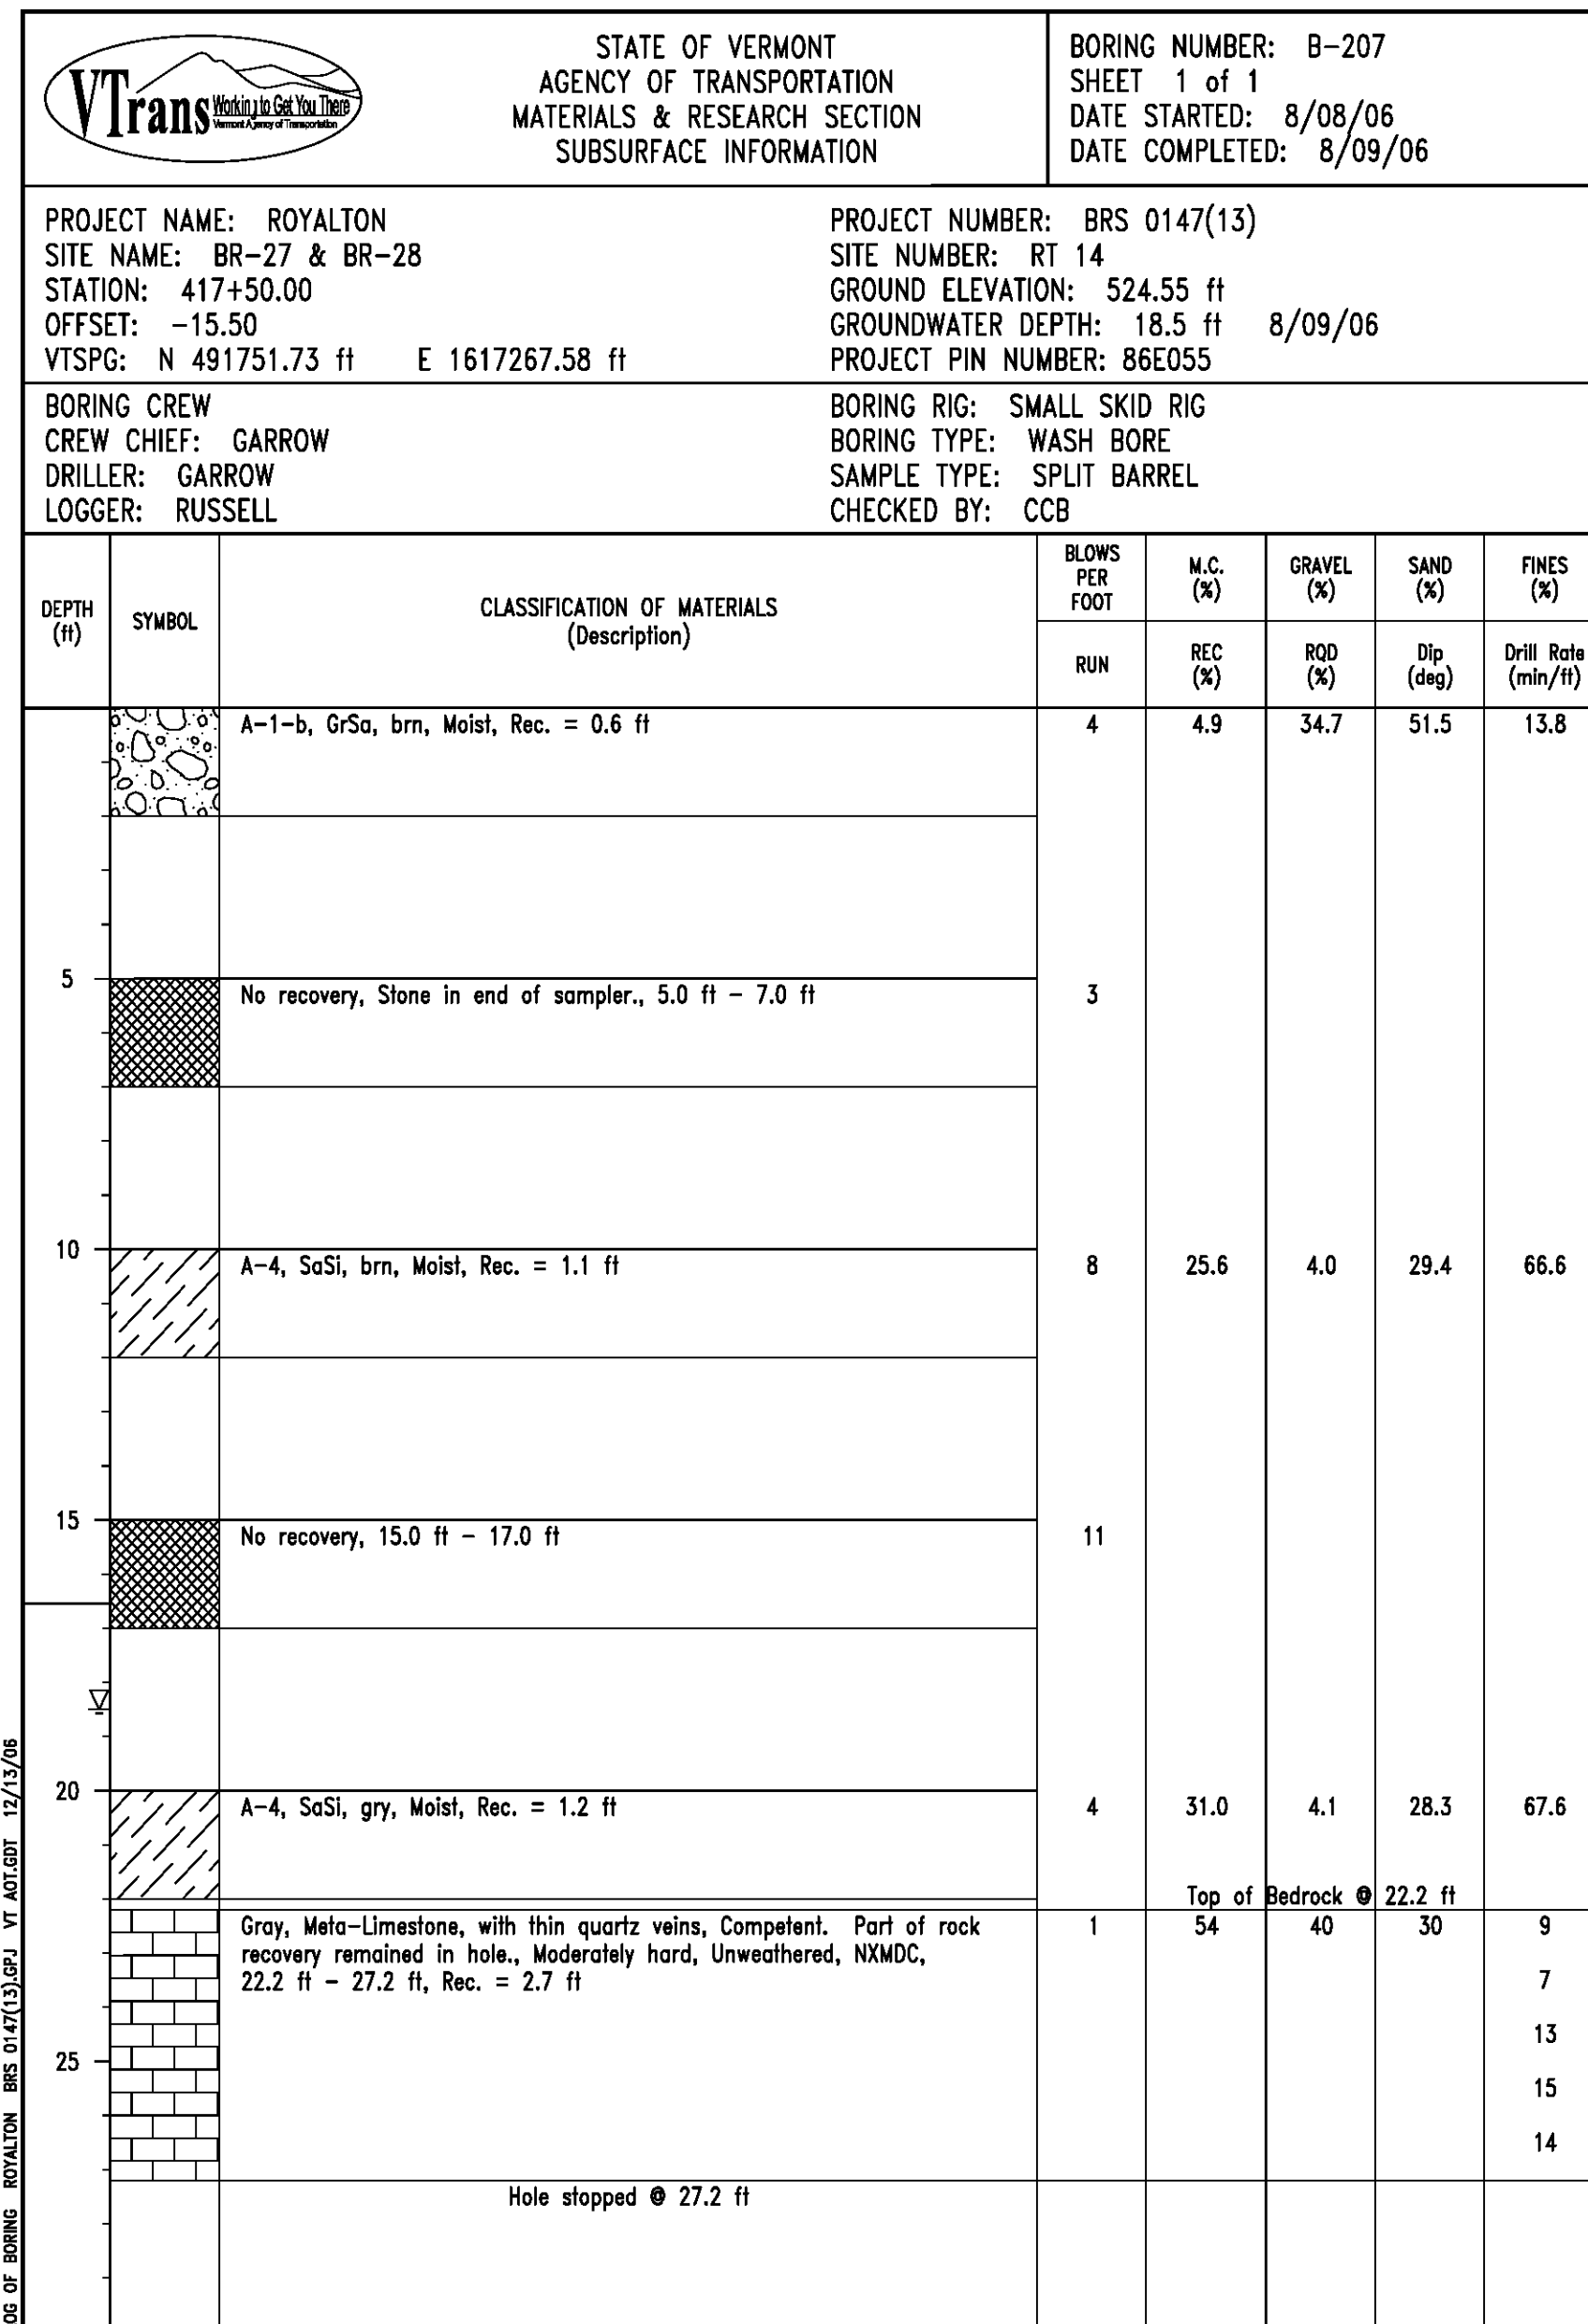 VTrans Working to Get You There
Vermont Agency of Transportation
STATE OF VERMONT
AGENCY OF TRANSPORTATION
MATERIALS & RESEARCH SECTION
SUBSURFACE INFORMATION
BORING NUMBER: B-207
SHEET 1 of 1
DATE STARTED: 8/08/06
DATE COMPLETED: 8/09/06
PROJECT NAME: ROYALTON
SITE NAME: BR-27 & BR-28
STATION: 417+50.00
OFFSET: -15.50
VTSPG: N 491751.73 ft E 1617267.58 ft
PROJECT NUMBER: BRS 0147(13)
SITE NUMBER: RT 14
GROUND ELEVATION: 524.55 ft
GROUNDWATER DEPTH: 18.5 ft 8/09/06
PROJECT PIN NUMBER: 86E055
BORING CREW
CREW CHIEF: GARROW
DRILLER: GARROW
LOGGER: RUSSELL
BORING RIG: SMALL SKID RIG
BORING TYPE: WASH BORE
SAMPLE TYPE: SPLIT BARREL
CHECKED BY: CCB
DEPTH
(ft)
SYMBOL
CLASSIFICATION OF MATERIALS
(Description)
BLOWS
PER
FOOT
M.C.
(%)
GRAVEL
(%)
SAND
(%)
FINES
(%)
RUN
REC
(%)
RQD
(%)
Dip
(deg)
Drill Rate
(min/ft)
A-1-b, GrSa, brn, Moist, Rec. = 0.6 ft 4 4.9 34.7 51.5 13.8
5
No recovery, Stone in end of sampler., 5.0 ft - 7.0 ft 3
10
A-4, SaSi, brn, Moist, Rec. = 1.1 ft 8 25.6 4.0 29.4 66.6
15
No recovery, 15.0 ft - 17.0 ft 11
20
A-4, SaSi, gry, Moist, Rec. = 1.2 ft 4 31.0 4.1 28.3 67.6
Top of Bedrock @ 22.2 ft
Gray, Meta-Limestone, with thin quartz veins, Competent. Part of rock 1 54 40 30 9
recovery remained in hole., Moderately hard, Unweathered, NXMDC,
22.2 ft - 27.2 ft, Rec. = 2.7 ft 7
13
25
15
14
Hole stopped @ 27.2 ft
OG OF BORING ROYALTON BRS 0147(13).GPJ VT AOT.GDT 12/13/06